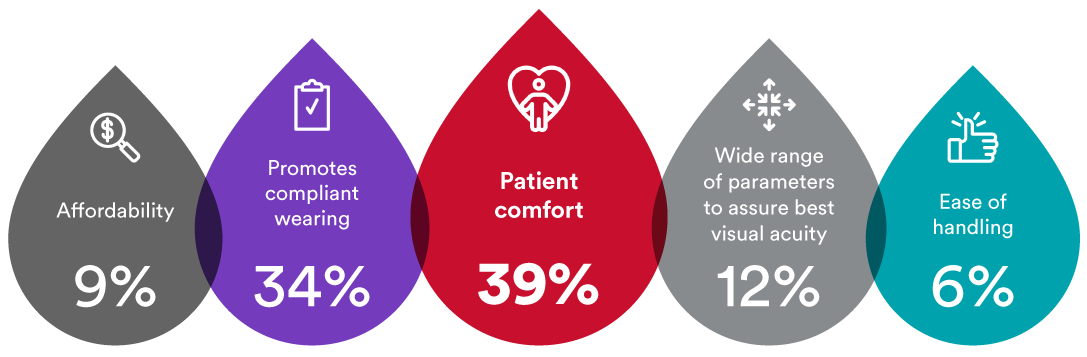 Affordability
9%
Promotes
compliant
wearing
34%
Patient
comfort
39%
Wide range
of parameters
to assure best
visual acuity
12%
Ease of
handling
6%